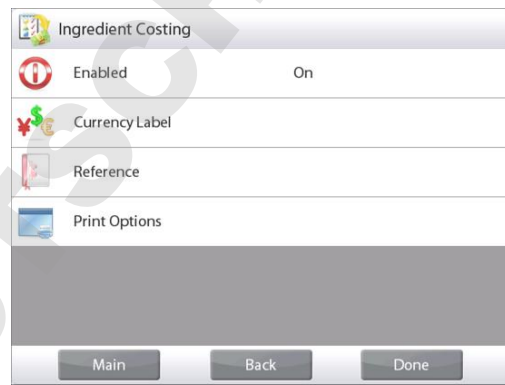 Ingredient Costing
Enabled On
Currency Label
Reference
Print Options
Main Back Done